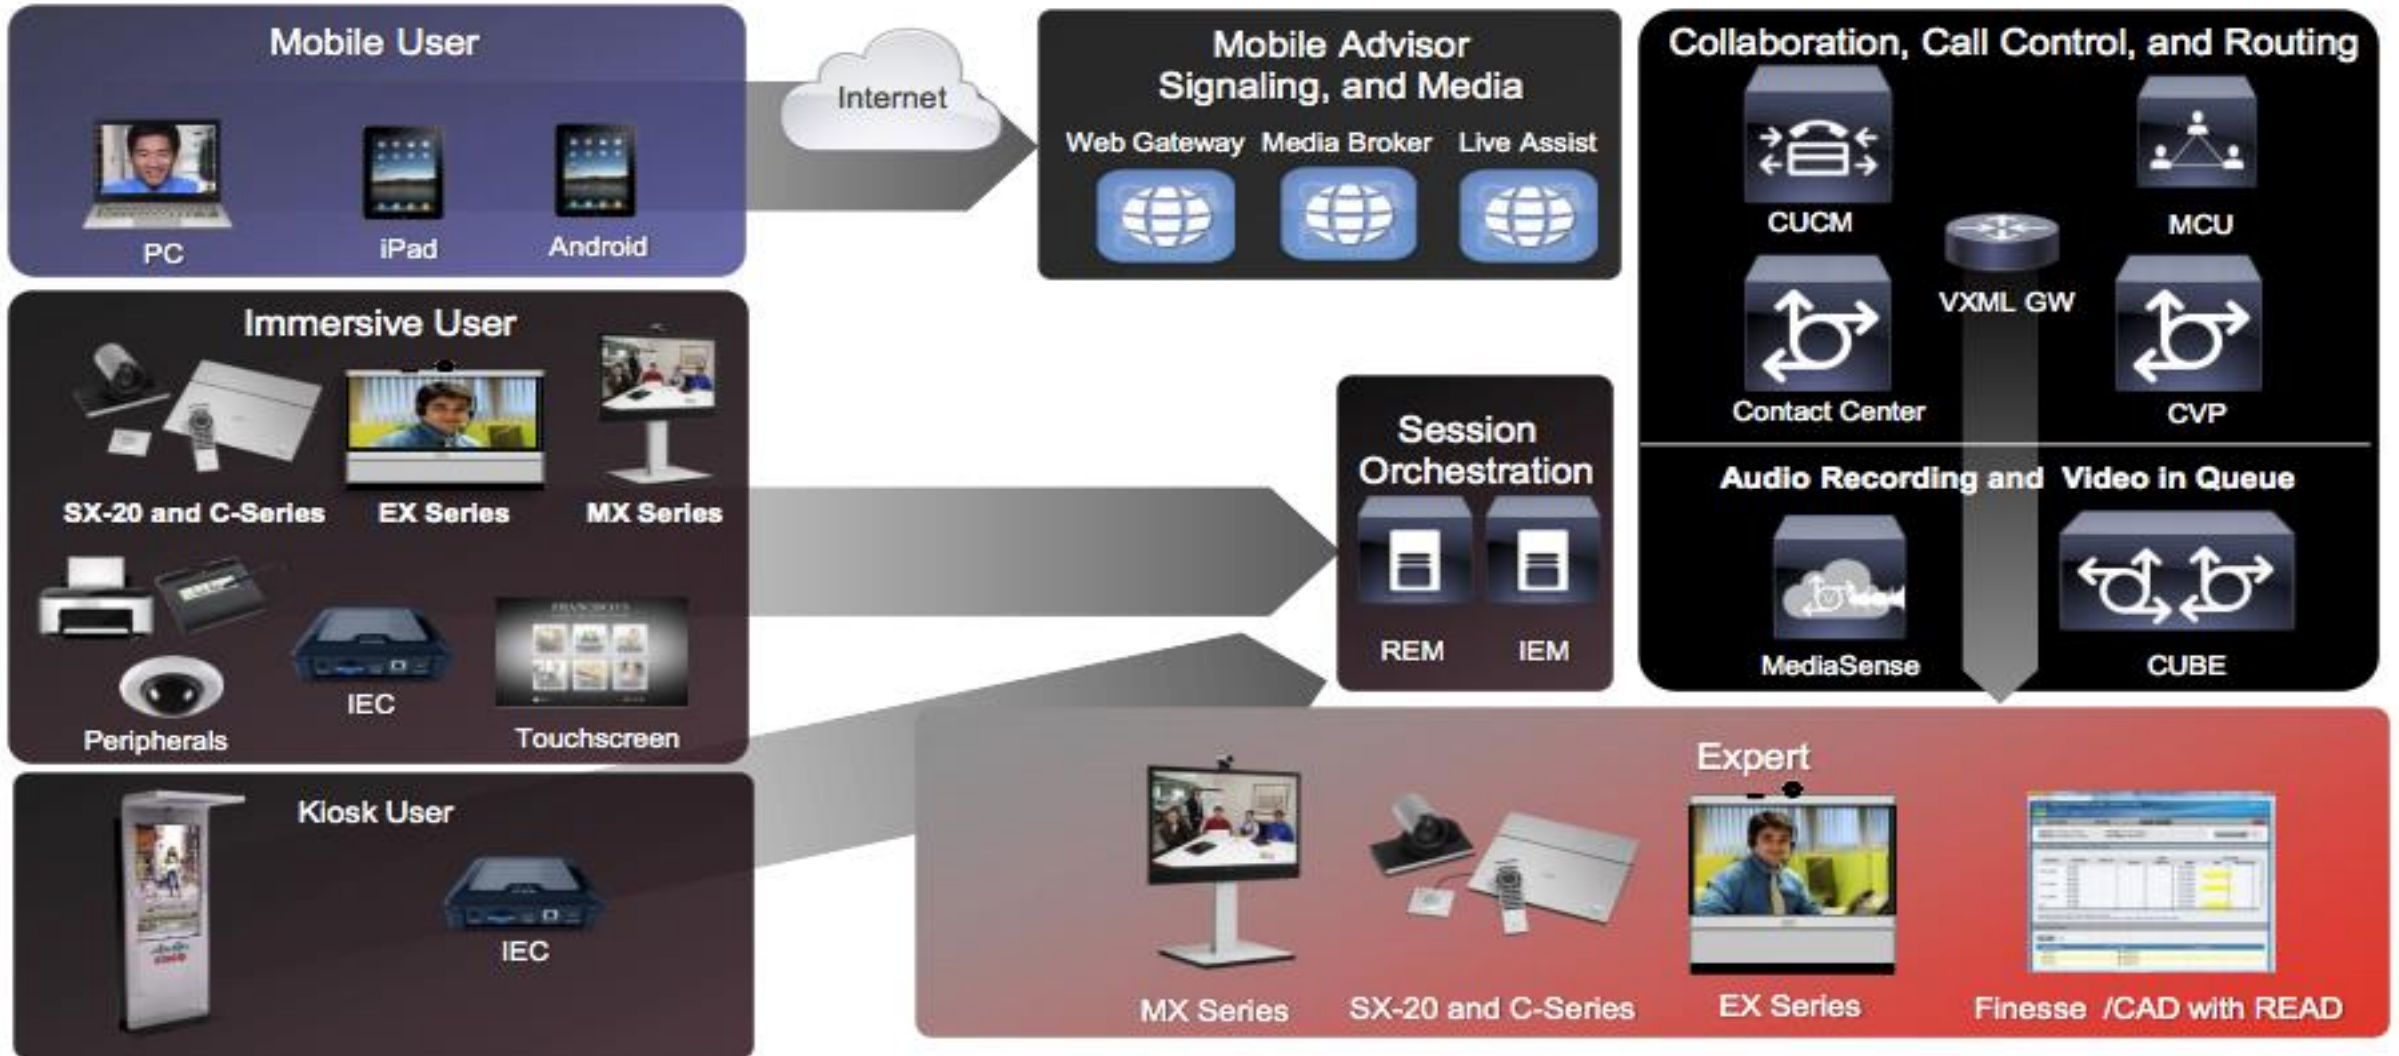 Mobile User
PC
iPad
Android
Internet
Mobile Advisor
Signaling, and Media
Web Gateway
Media Broker
Live Assist
Collaboration, Call Control, and Routing
CUCM
MCU
VXML GW
Contact Center
CVP
Audio Recording and Video in Queue
MediaSense
CUBE
Immersive User
SX-20 and C-Series
EX Series
MX Series
Peripherals
IEC
Touchscreen
Session
Orchestration
REM
IEM
Kiosk User
IEC
Expert
MX Series
SX-20 and C-Series
EX Series
Finesse /CAD with READ